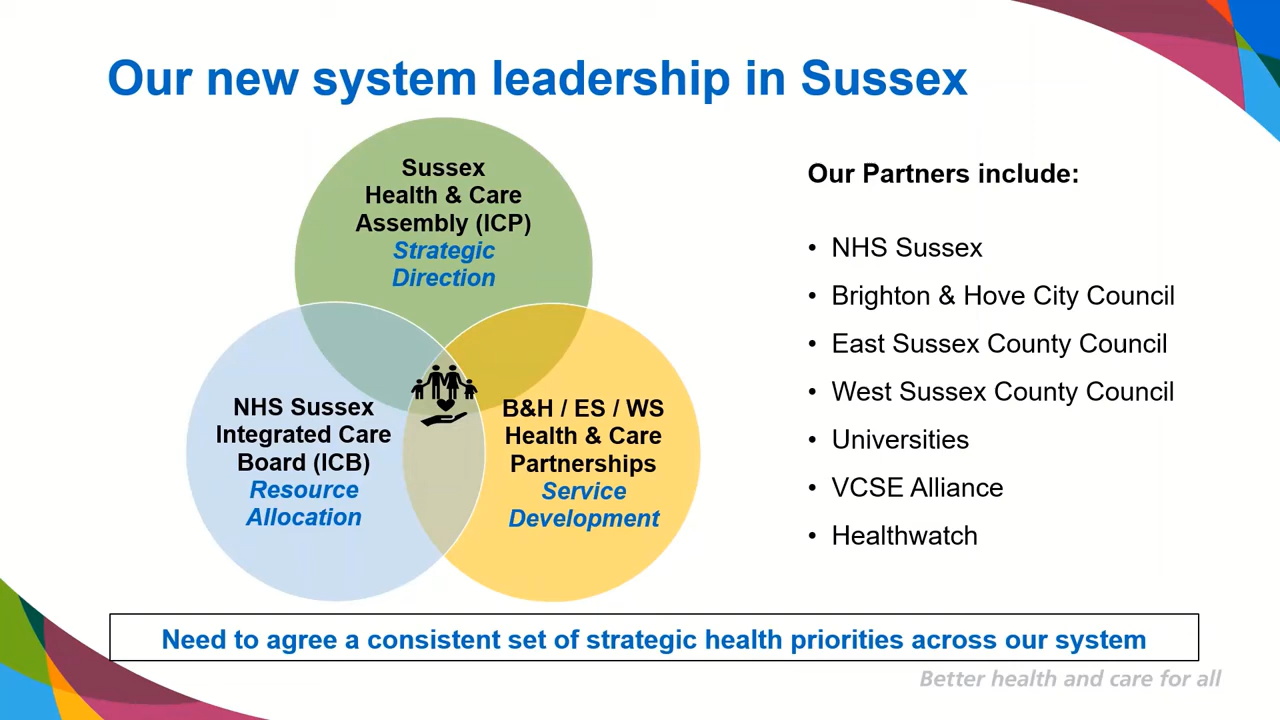 Our new system leadership in Sussex
Sussex
Health & Care
Assembly (ICP)
Strategic
Direction
NHS Sussex
Integrated Care
Board (ICB)
Resource
Allocation
B&H / ES / WS
Health & Care
Partnerships
Service
Development
Our Partners include:
• NHS Sussex
• Brighton & Hove City Council
• East Sussex County Council
• West Sussex County Council
• Universities
• VCSE Alliance
• Healthwatch
Need to agree a consistent set of strategic health priorities across our system
Better health and care for all